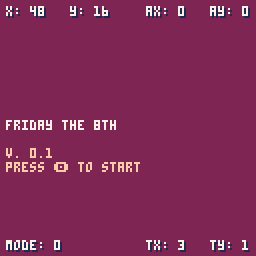 X: 48 Y: 16 AX: 0 AY: 0
FRIDAY THE 8TH
V. 0.1
PRESS 🅾️ TO START
MODE: 0 TX: 3 TY: 1